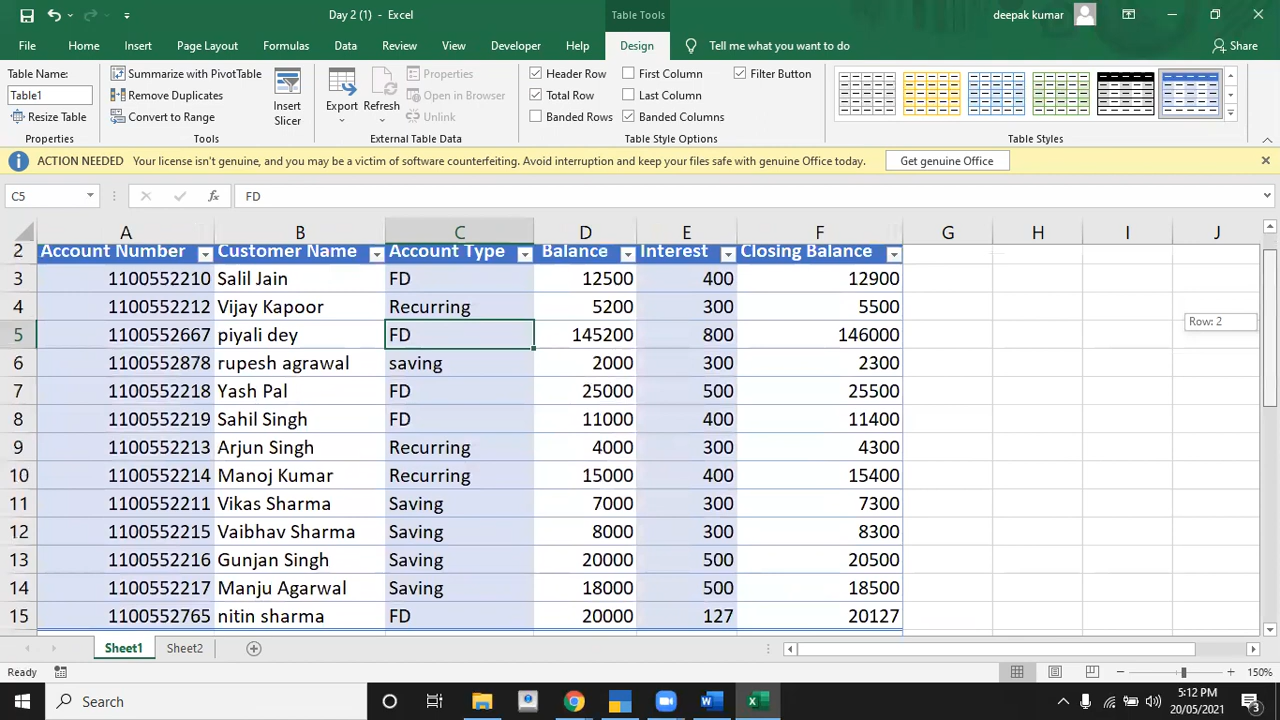 Day 2 (1) - Excel
Table Tools
deepak kumar
File Home Insert Page Layout Formulas Data Review View Developer Help Design Tell me what you want to do Share
Table Name:
Table1
Resize Table
Properties
Summarize with PivotTable
Remove Duplicates
Convert to Range
Tools
Insert
Slicer
Export
Refresh
Properties
Open in Browser
Unlink
External Table Data
Header Row First Column Filter Button
Total Row Last Column
Banded Rows Banded Columns
Table Style Options
Table Styles
ACTION NEEDED Your license isn't genuine, and you may be a victim of software counterfeiting. Avoid interruption and keep your files safe with genuine Office today. Get genuine Office
C5 fx FD
A B C D E F G H I J
2 Account Number Customer Name Account Type Balance Interest Closing Balance
3 1100552210 Salil Jain FD 12500 400 12900
4 1100552212 Vijay Kapoor Recurring 5200 300 5500
Row: 2
5 1100552667 piyali dey FD 145200 800 146000
6 1100552878 rupesh agrawal saving 2000 300 2300
7 1100552218 Yash Pal FD 25000 500 25500
8 1100552219 Sahil Singh FD 11000 400 11400
9 1100552213 Arjun Singh Recurring 4000 300 4300
10 1100552214 Manoj Kumar Recurring 15000 400 15400
11 1100552211 Vikas Sharma Saving 7000 300 7300
12 1100552215 Vaibhav Sharma Saving 8000 300 8300
13 1100552216 Gunjan Singh Saving 20000 500 20500
14 1100552217 Manju Agarwal Saving 18000 500 18500
15 1100552765 nitin sharma FD 20000 127 20127
Sheet1 Sheet2
Ready 150%
Search
5:12 PM
20/05/2021
3